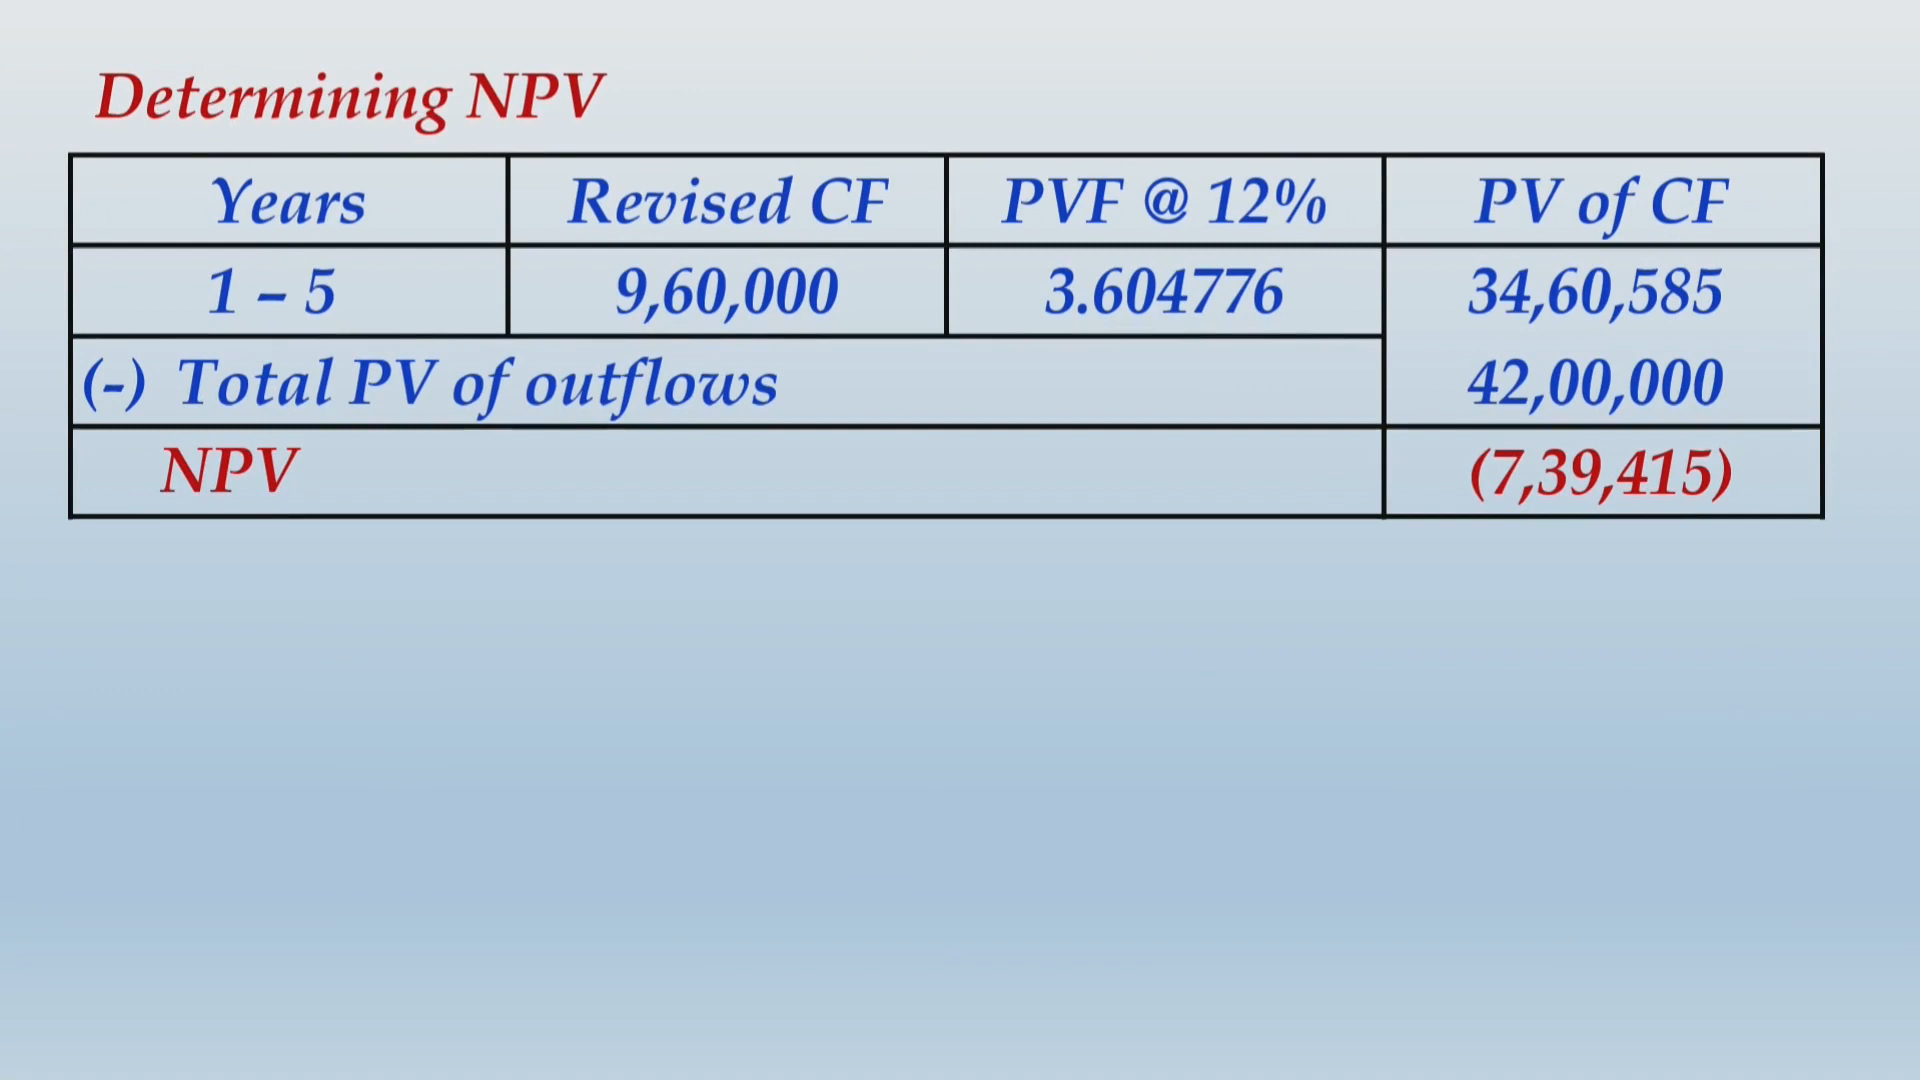 Determining NPV
Years Revised CF PVF @ 12% PV of CF
1 – 5 9,60,000 3.604776 34,60,585
(-) Total PV of outflows 42,00,000
NPV (7,39,415)